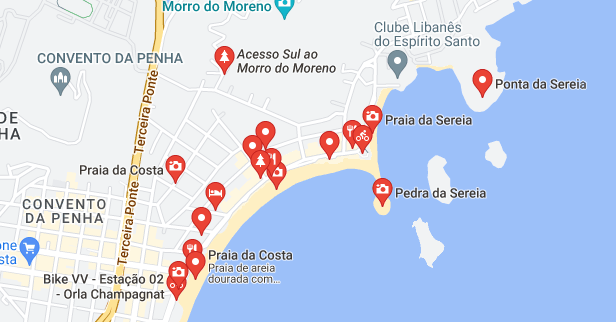 Morro do Moreno
Clube Libanês
do Espírito Santo
CONVENTO DA PENHA
Acesso Sul ao
Morro do Moreno
Ponta da Sereia
Terceira Ponte
DE
HA
Praia da Sereia
Praia da Costa
Pedra da Sereia
CONVENTO
DA PENHA
Terceira Ponte
one
osta
Praia da Costa
Praia de areia
dourada com...
Bike VV - Estação 02
- Orla Champagnat